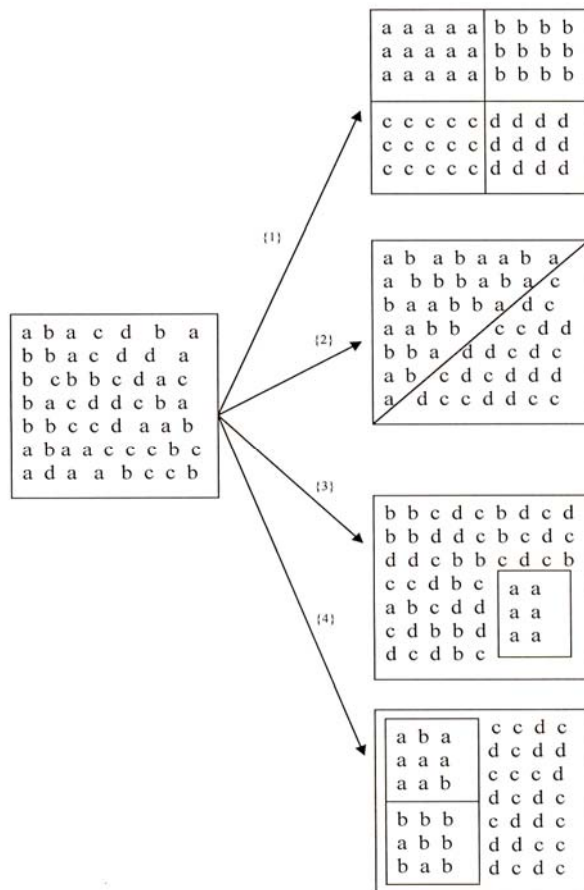 a b a c d b a
b b a c d d a
b c b b c d a c
b a c d d c b a
b b c c d a a b
a b a a c c c b c
a d a a b c c b
{1}
a a a a a b b b b
a a a a a b b b b
a a a a a b b b b
c c c c c d d d d
c c c c c d d d d
c c c c c d d d d
{2}
a b a b a a b a
a b b b a b a c
b a a b b a d c
a a b b c c d d
b b a d d c d c
a b c d c d d d
a d c c d d c c
{3}
b b c d c b d c d
b b d d c b c d c
d d c b b c d c b
c c d b c
a b c d d
c d b b d
d c d b c
a a
a a
a a
{4}
a b a
a a a
a a b
b b b
a b b
b a b
c c d c
d c d d
c c c d
d c d c
c d d c
d d c c
d c d c